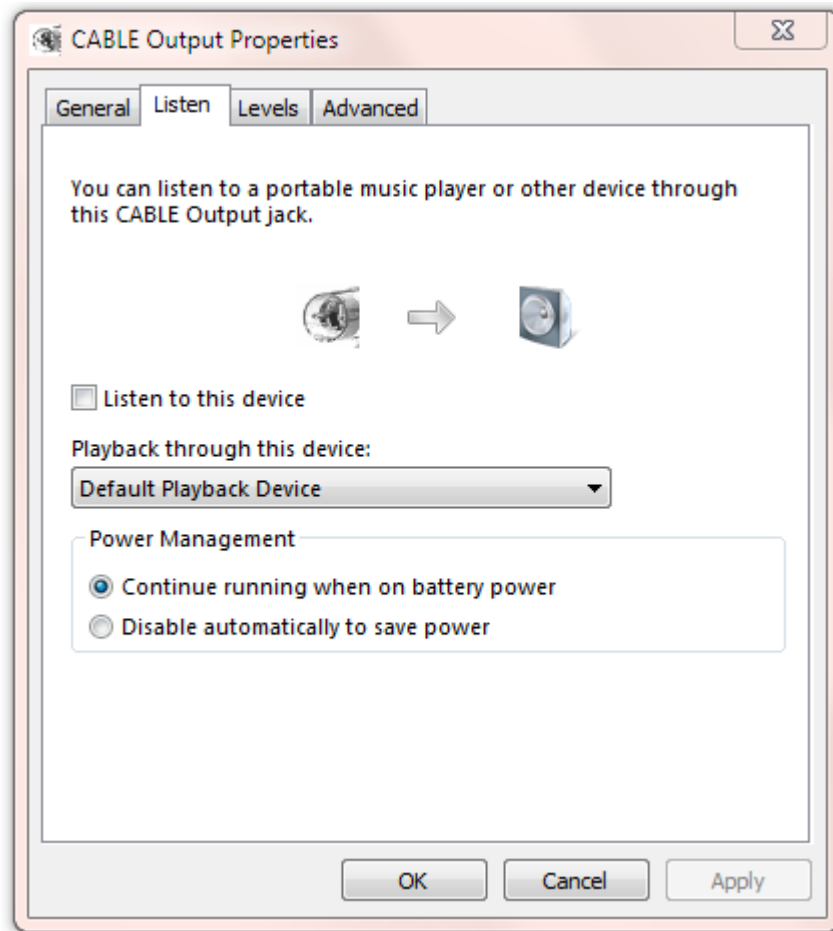 CABLE Output Properties
General Listen Levels Advanced
You can listen to a portable music player or other device through
this CABLE Output jack.
Listen to this device
Playback through this device:
Default Playback Device
Power Management
Continue running when on battery power
Disable automatically to save power
OK Cancel Apply